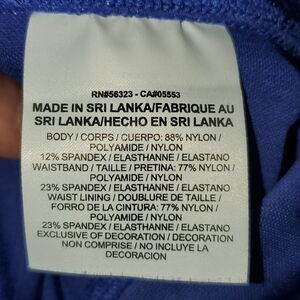 RN#56323 - CA#05553
MADE IN SRI LANKA/FABRIQUE AU
SRI LANKA/HECHO EN SRI LANKA
BODY / CORPS / CUERPO: 88% NYLON /
POLYAMIDE / NYLON
12% SPANDEX / ELASTHANNE / ELASTANO
WAISTBAND / TAILLE / PRETINA: 77% NYLON /
POLYAMIDE / NYLON
23% SPANDEX / ELASTHANNE / ELASTANO
WAIST LINING / DOUBLURE DE TAILLE /
FORRO DE LA CINTURA: 77% NYLON /
POLYAMIDE / NYLON
23% SPANDEX / ELASTHANNE / ELASTANO
EXCLUSIVE OF DECORATION / DECORATION
NON COMPRISE / NO INCLUYE LA
DECORACION